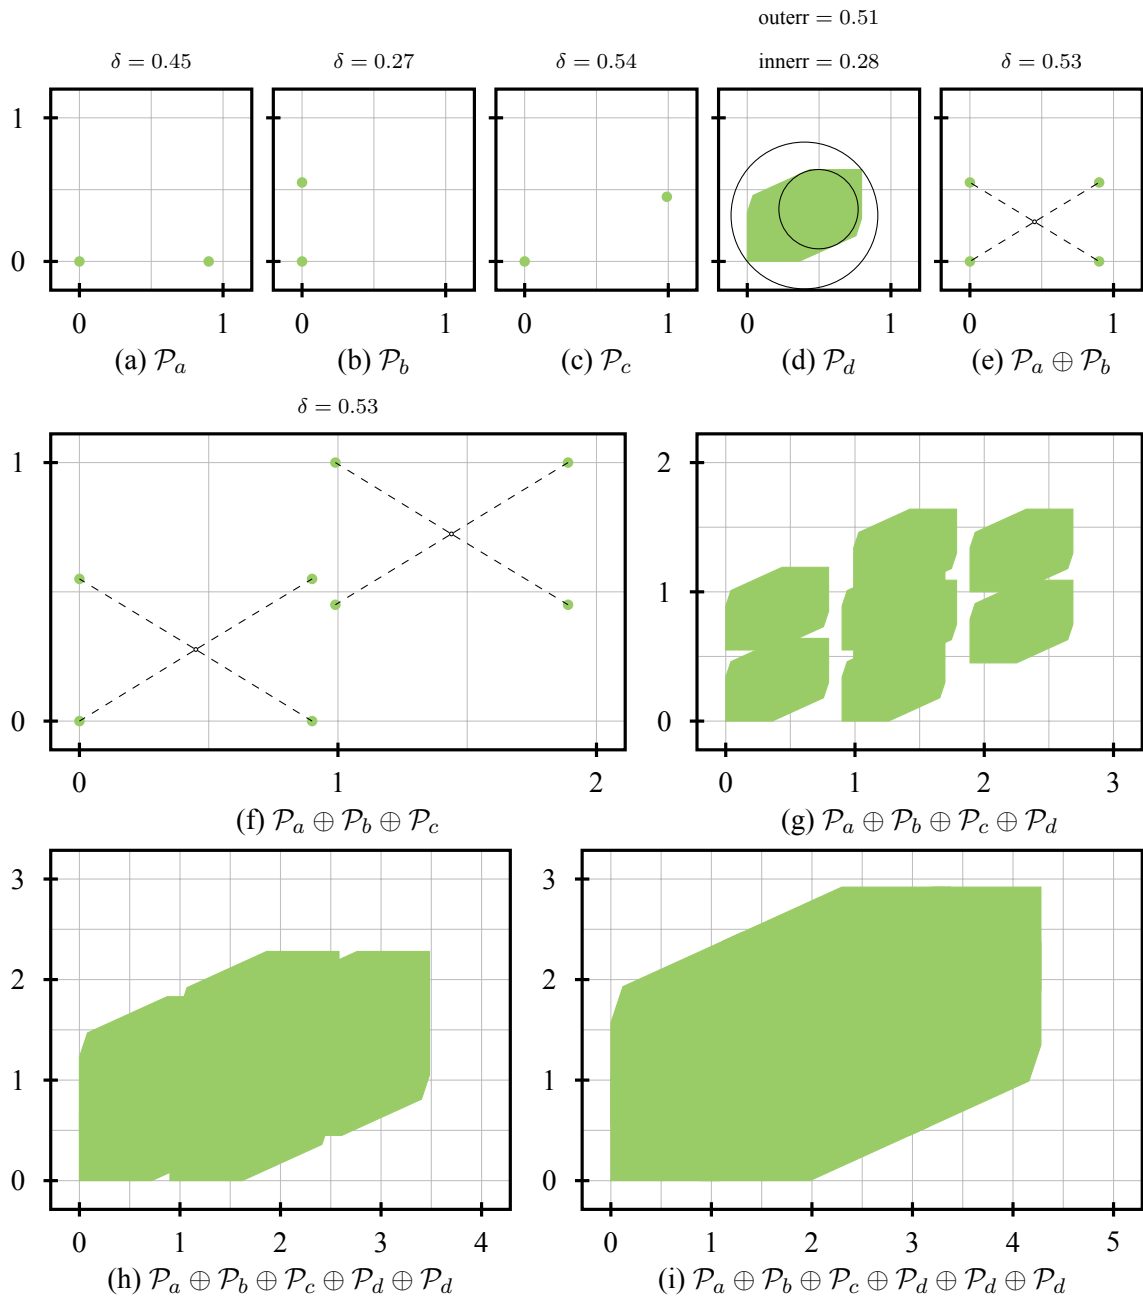 outerr = 0.51
δ = 0.45 δ = 0.27 δ = 0.54 innerr = 0.28 δ = 0.53
1
0
0 1 0 1 0 1 0 1 0 1
(a) 𝒫a (b) 𝒫b (c) 𝒫c (d) 𝒫d (e) 𝒫a ⊕ 𝒫b
δ = 0.53
1
0
0 1 2
(f) 𝒫a ⊕ 𝒫b ⊕ 𝒫c
2
1
0
0 1 2 3
(g) 𝒫a ⊕ 𝒫b ⊕ 𝒫c ⊕ 𝒫d
3
2
1
0
0 1 2 3 4
(h) 𝒫a ⊕ 𝒫b ⊕ 𝒫c ⊕ 𝒫d ⊕ 𝒫d
3
2
1
0
0 1 2 3 4 5
(i) 𝒫a ⊕ 𝒫b ⊕ 𝒫c ⊕ 𝒫d ⊕ 𝒫d ⊕ 𝒫d